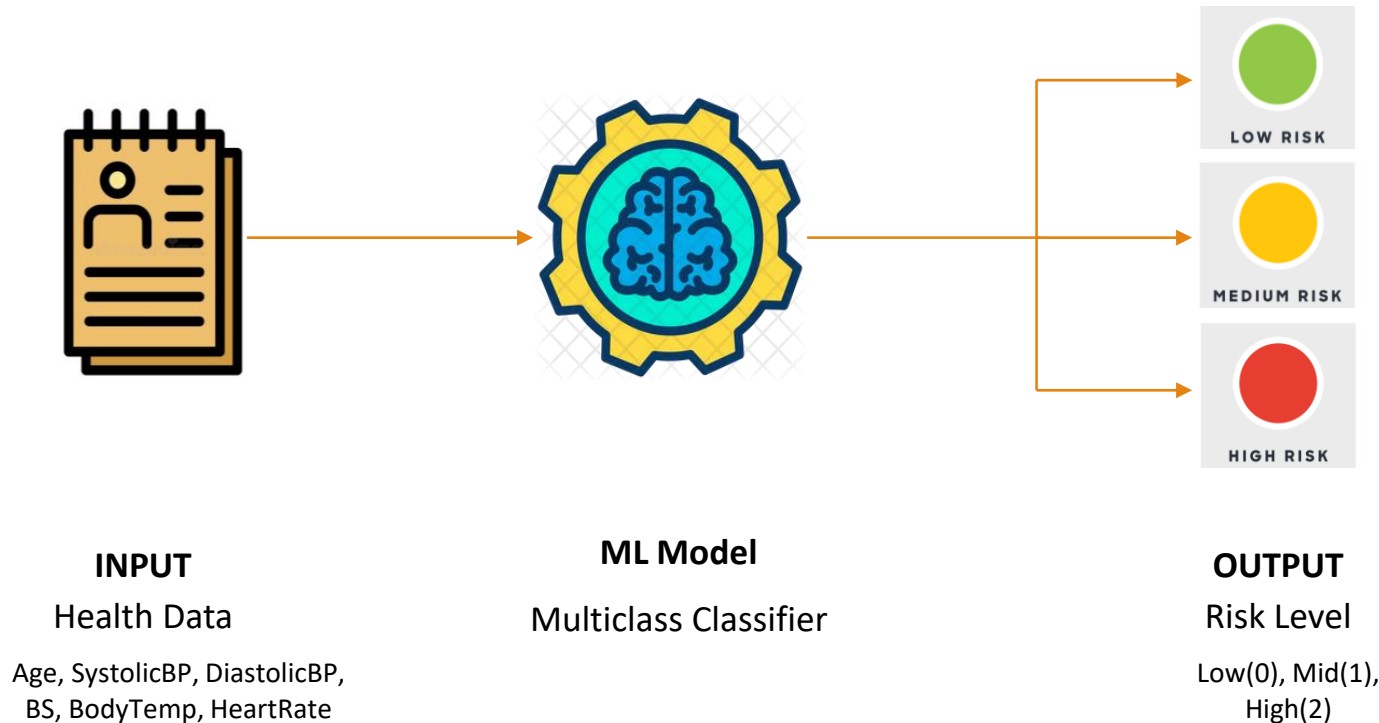 LOW RISK
MEDIUM RISK
HIGH RISK
INPUT
Health Data
Age, SystolicBP, DiastolicBP,
BS, BodyTemp, HeartRate
ML Model
Multiclass Classifier
OUTPUT
Risk Level
Low(0), Mid(1),
High(2)